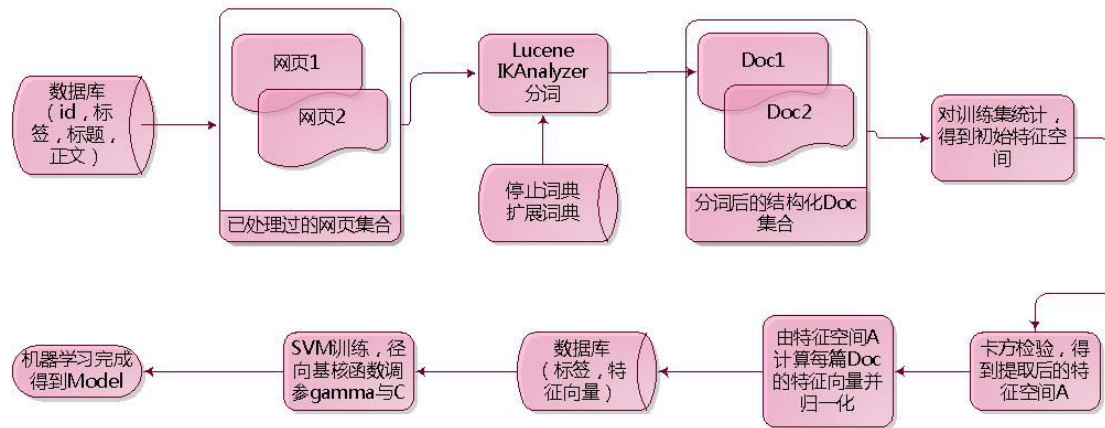 数据库
（id，标
签，标题，
正文）
网页1
网页2
已处理过的网页集合
Lucene
IKAnalyzer
分词
停止词典
扩展词典
Doc1
Doc2
分词后的结构化Doc
集合
对训练集统计，
得到初始特征空
间
卡方检验，得
到提取后的特
征空间A
由特征空间A
计算每篇Doc
的特征向量并
归一化
数据库
（标签，特
征向量）
SVM训练，径
向基核函数调
参gamma与C
机器学习完成
得到Model